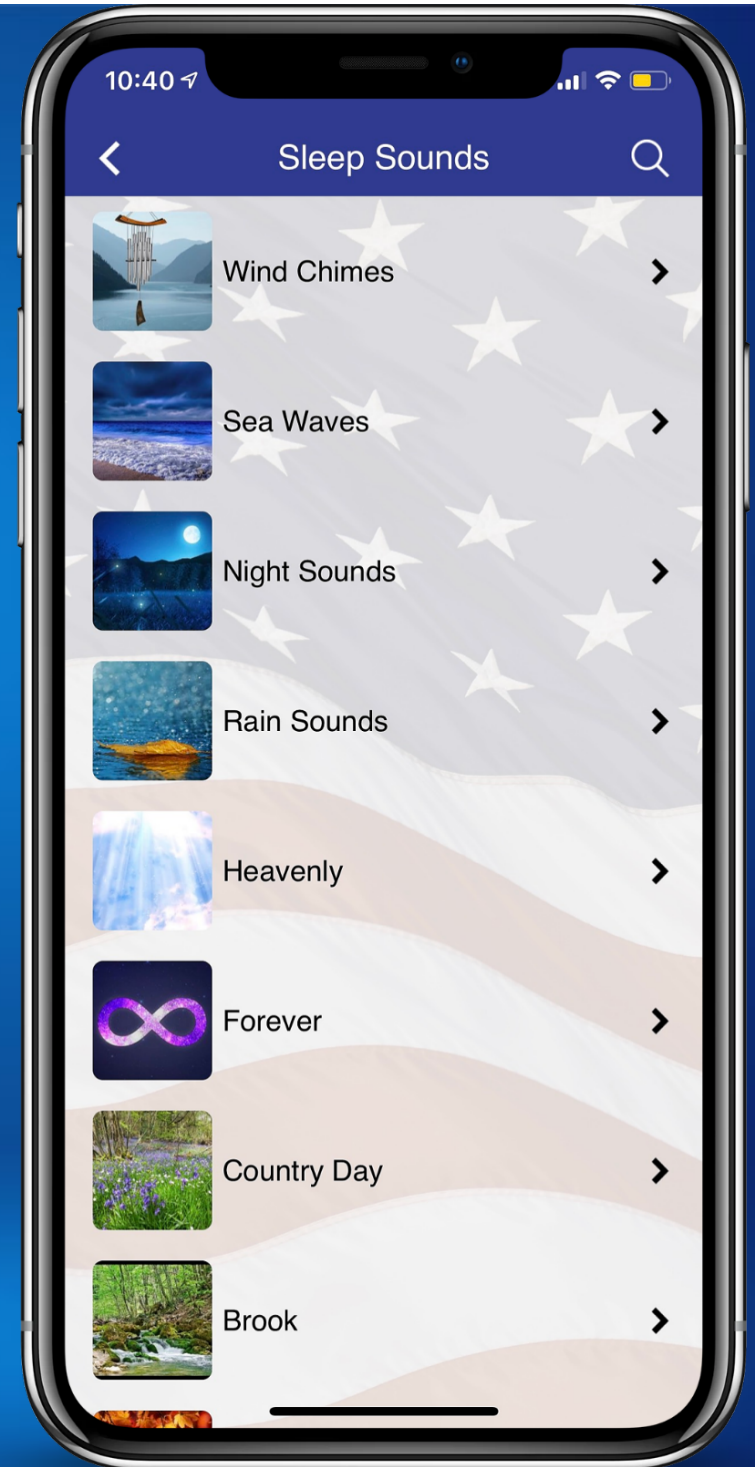 10:40
Sleep Sounds
Wind Chimes
Sea Waves
Night Sounds
Rain Sounds
Heavenly
Forever
Country Day
Brook